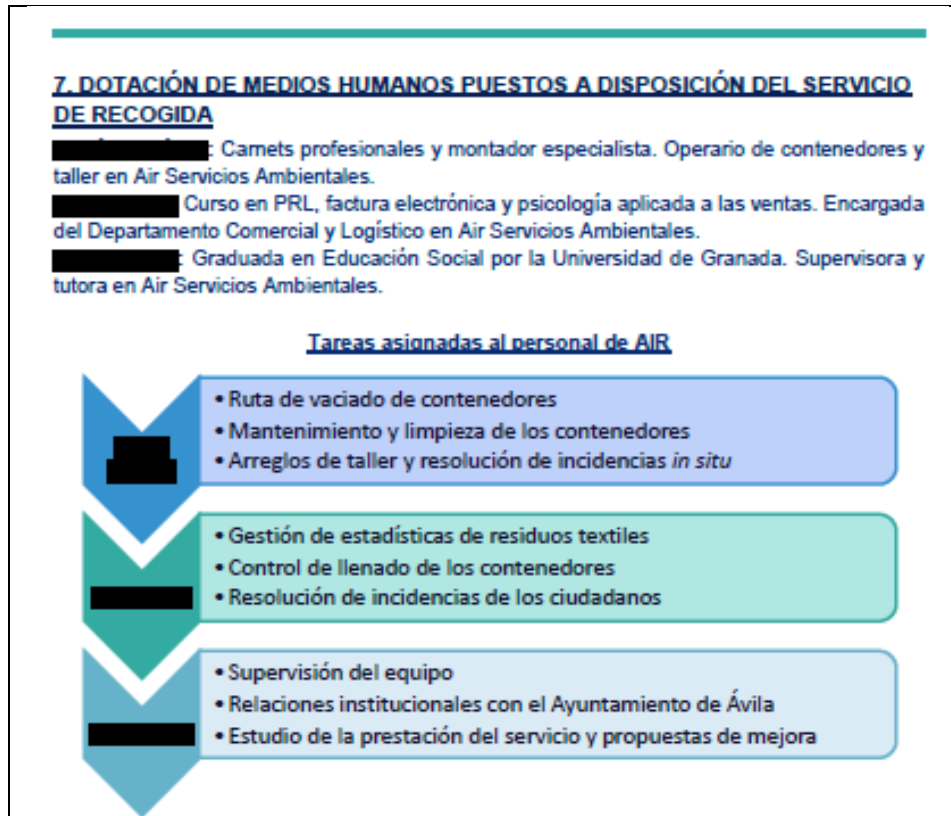 7. DOTACIÓN DE MEDIOS HUMANOS PUESTOS A DISPOSICIÓN DEL SERVICIO
DE RECOGIDA
: Carnets profesionales y montador especialista. Operario de contenedores y
taller en Air Servicios Ambientales.
Curso en PRL, factura electrónica y psicología aplicada a las ventas. Encargada
del Departamento Comercial y Logístico en Air Servicios Ambientales.
: Graduada en Educación Social por la Universidad de Granada. Supervisora y
tutora en Air Servicios Ambientales.
Tareas asignadas al personal de AIR
• Ruta de vaciado de contenedores
• Mantenimiento y limpieza de los contenedores
• Arreglos de taller y resolución de incidencias in situ
• Gestión de estadísticas de residuos textiles
• Control de llenado de los contenedores
• Resolución de incidencias de los ciudadanos
• Supervisión del equipo
• Relaciones institucionales con el Ayuntamiento de Ávila
• Estudio de la prestación del servicio y propuestas de mejora